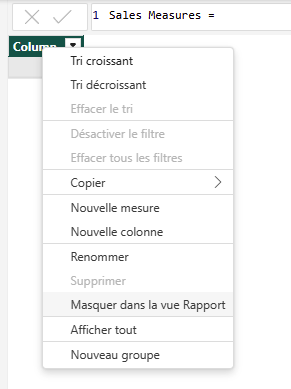 1 Sales Measures =
Column
Tri croissant
Tri décroissant
Effacer le tri
Désactiver le filtre
Effacer tous les filtres
Copier
Nouvelle mesure
Nouvelle colonne
Renommer
Supprimer
Masquer dans la vue Rapport
Afficher tout
Nouveau groupe